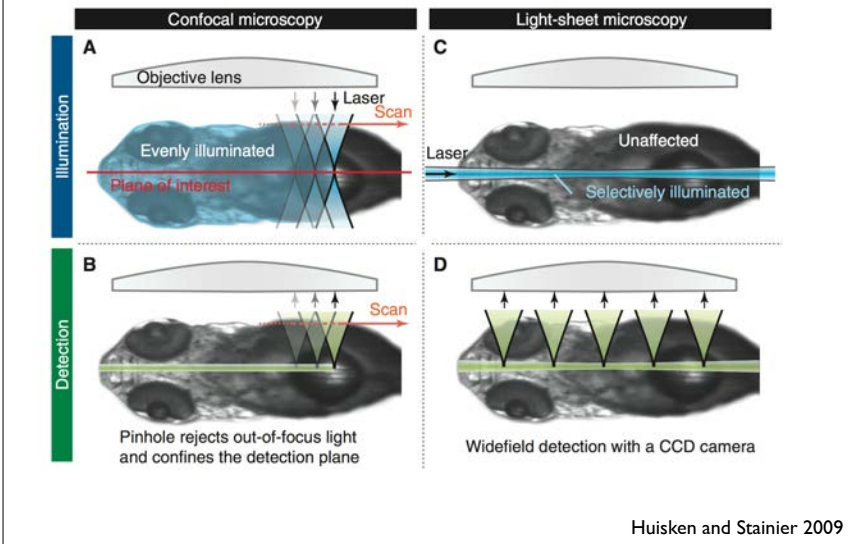 Confocal microscopy
Light-sheet microscopy
Illumination
A
Objective lens
Laser
Scan
Evenly illuminated
Plane of interest
C
Unaffected
Laser
Selectively illuminated
Detection
B
Scan
Pinhole rejects out-of-focus light
and confines the detection plane
D
Widefield detection with a CCD camera
Huisken and Stainier 2009